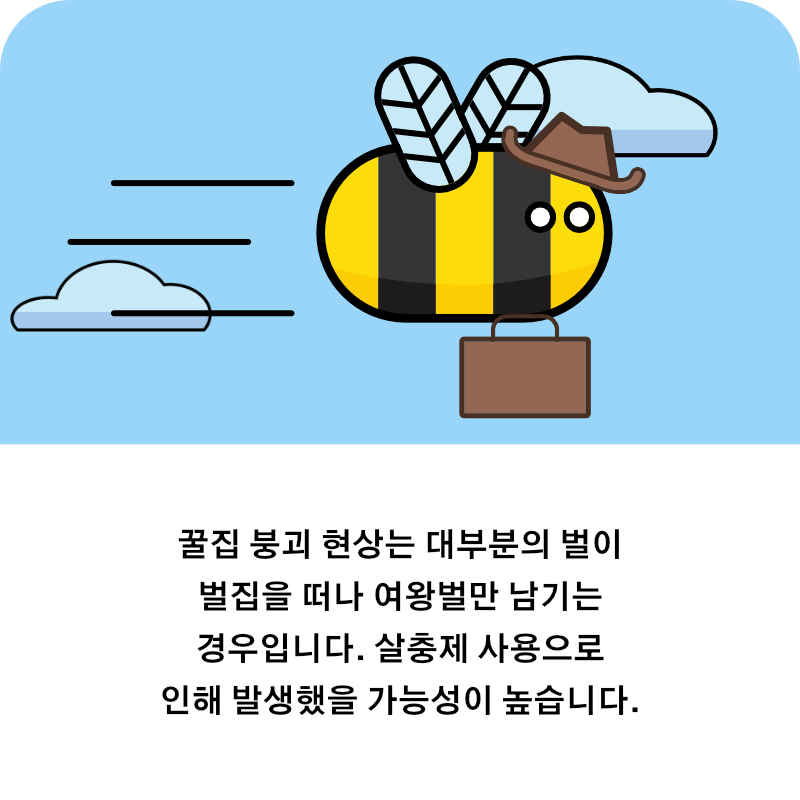 꿀집 붕괴 현상는 대부분의 벌이
벌집을 떠나 여왕벌만 남기는
경우입니다. 살충제 사용으로
인해 발생했을 가능성이 높습니다.